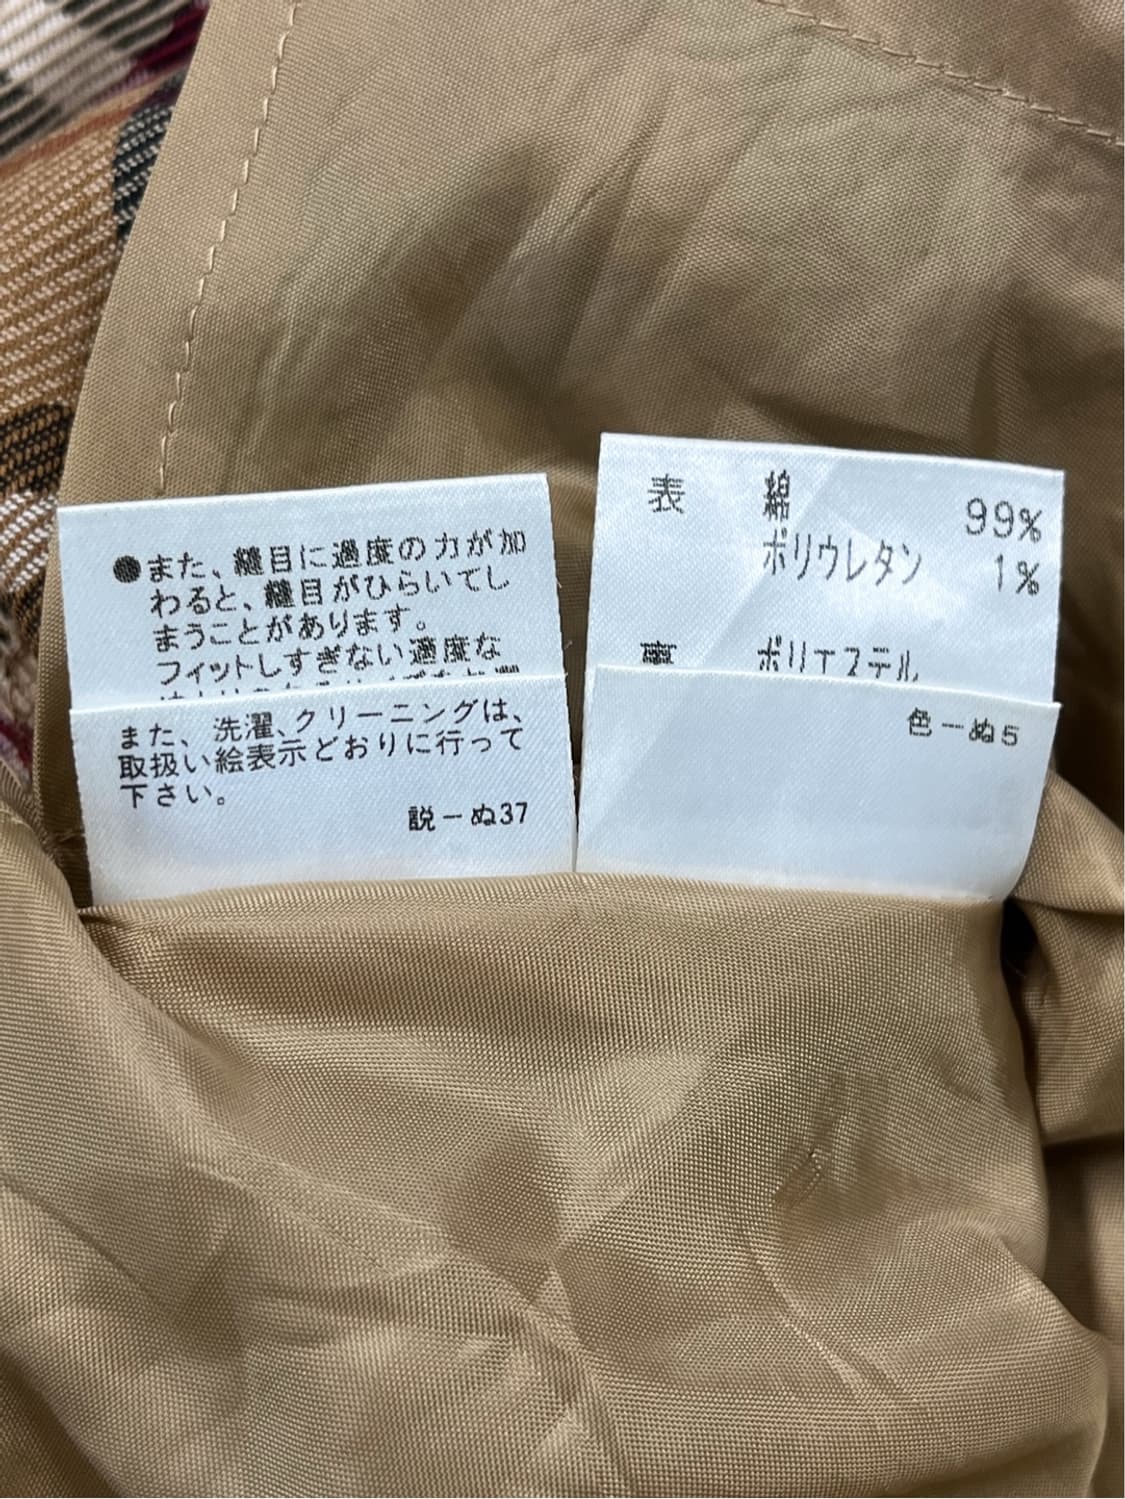 ●また、縫目に過度の力が加
わると、縫目がひらいてし
まうことがあります。
フィットしすぎない適度な
また、洗濯、クリーニングは、
取扱い絵表示どおりに行って
下さい。
説ーぬ37
表 綿 99%
ポリウレタン 1%
裏 ポリエステル
色ーぬ5